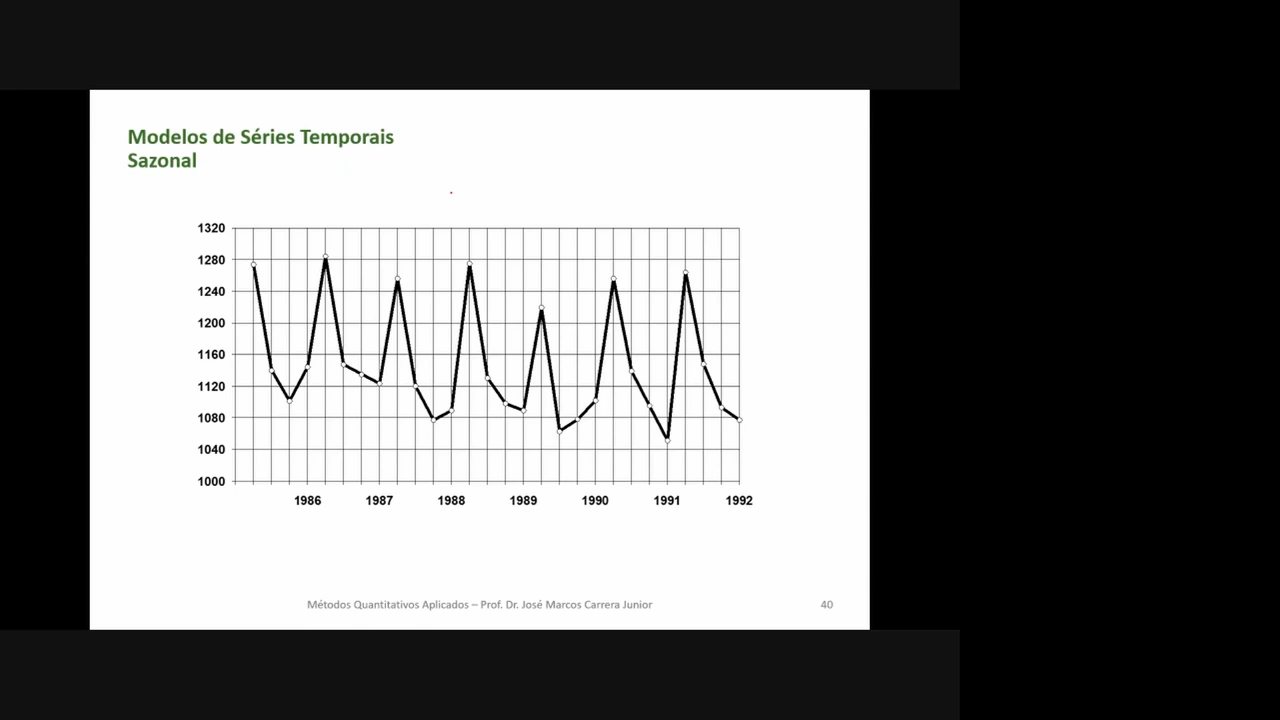 Modelos de Séries Temporais
Sazonal
1320
1280
1240
1200
1160
1120
1080
1040
1000
1986 1987 1988 1989 1990 1991 1992
Métodos Quantitativos Aplicados – Prof. Dr. José Marcos Carrera Junior 40